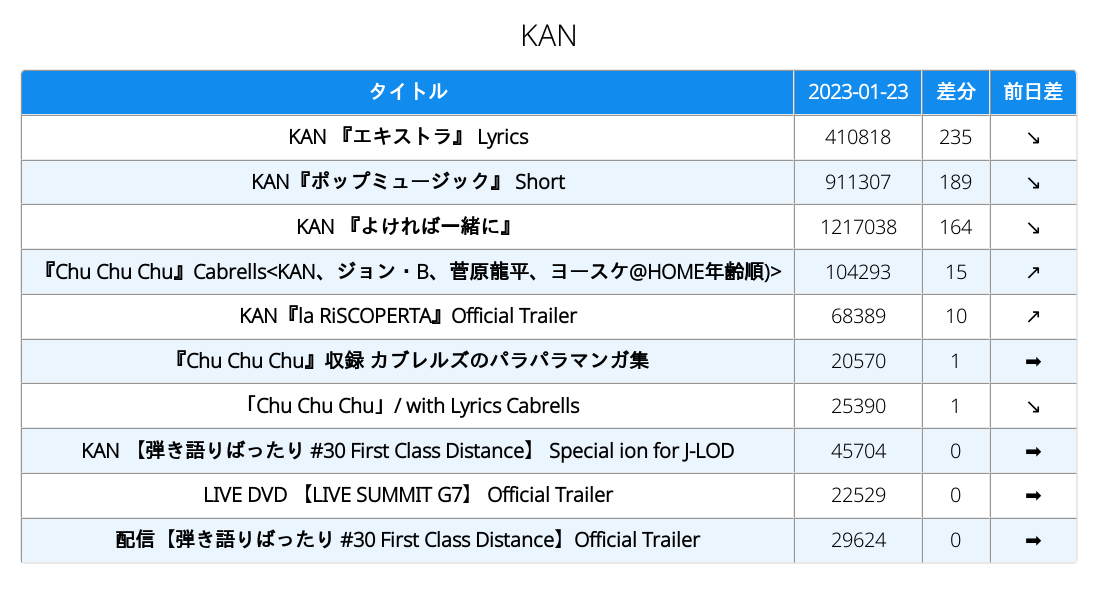 KAN
タイトル 2023-01-23 差分 前日差
KAN 『エキストラ』 Lyrics 410818 235 ↘
KAN『ポップミュージック』 Short 911307 189 ↘
KAN 『よければ一緒に』 1217038 164 ↘
『Chu Chu Chu』Cabrells<KAN、ジョン・B、菅原龍平、ヨースケ@HOME年齢順)> 104293 15 ↗
KAN『la RiSCOPERTA』Official Trailer 68389 10 ↗
『Chu Chu Chu』収録 カブレルズのパラパラマンガ集 20570 1 ➡
「Chu Chu Chu」/ with Lyrics Cabrells 25390 1 ↘
KAN 【弾き語りばったり #30 First Class Distance】 Special ion for J-LOD 45704 0 ➡
LIVE DVD 【LIVE SUMMIT G7】 Official Trailer 22529 0 ➡
配信【弾き語りばったり #30 First Class Distance】Official Trailer 29624 0 ➡